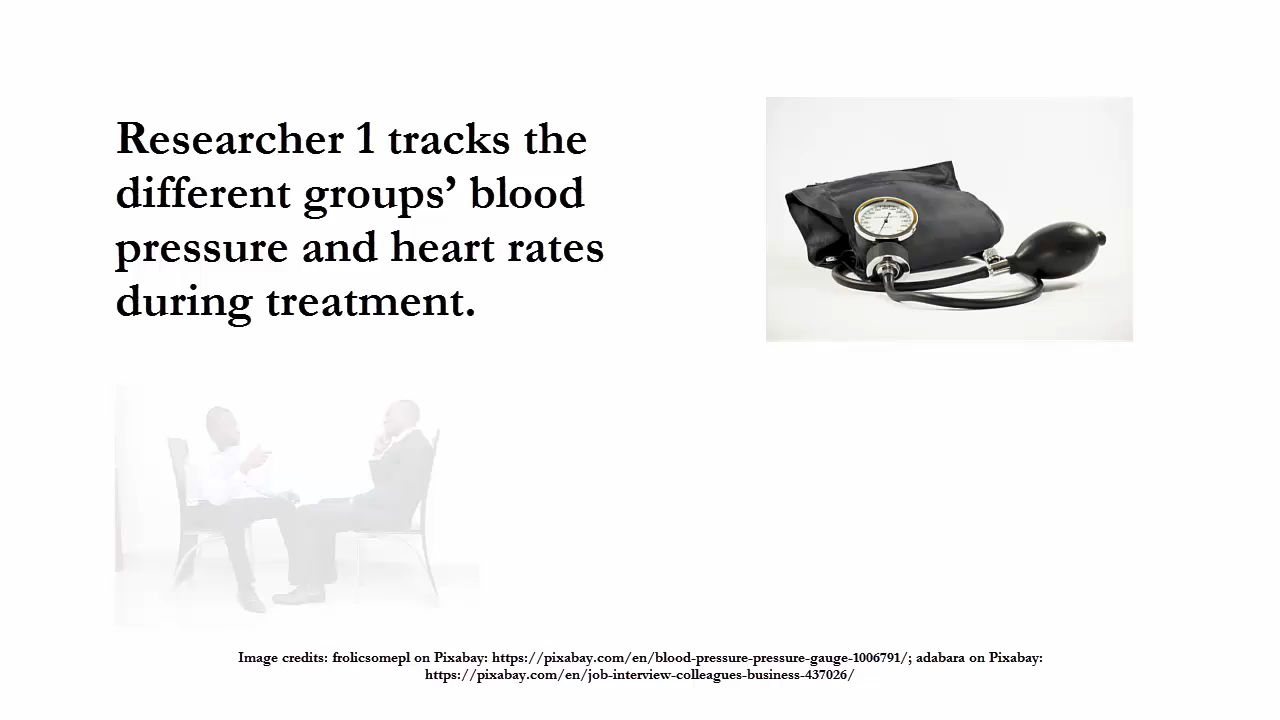 Researcher 1 tracks the
different groups’ blood
pressure and heart rates
during treatment.
Image credits: frolicsomepl on Pixabay: https://pixabay.com/en/blood-pressure-pressure-gauge-1006791/; adabara on Pixabay:
https://pixabay.com/en/job-interview-colleagues-business-437026/